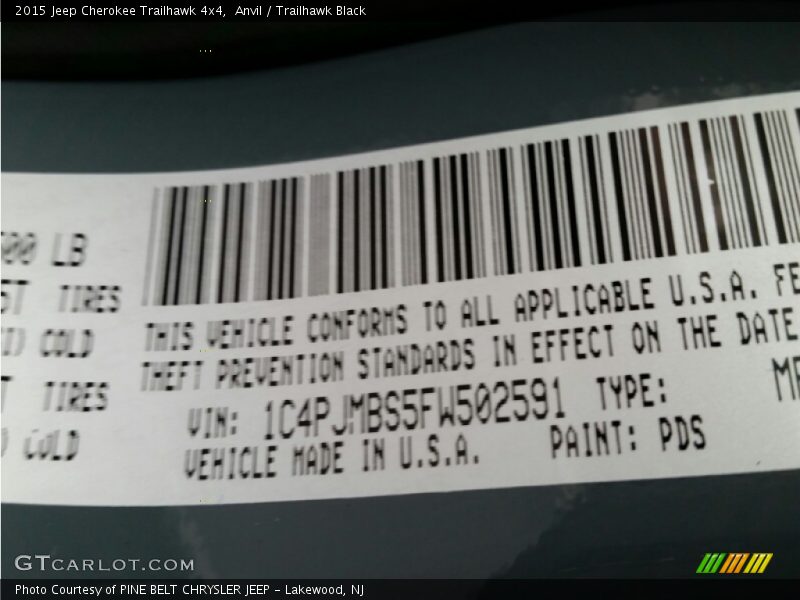 2015 Jeep Cherokee Trailhawk 4x4, Anvil / Trailhawk Black
LB
TIRES
COLD
TIRES
COLD
THIS VEHICLE CONFORMS TO ALL APPLICABLE U.S.A. FE
THEFT PREVENTION STANDARDS IN EFFECT ON THE DATE
VIN: 1C4PJMBS5FW502591 TYPE:
VEHICLE MADE IN U.S.A. PAINT: PDS
GTCARLOT.COM
Photo Courtesy of PINE BELT CHRYSLER JEEP - Lakewood, NJ